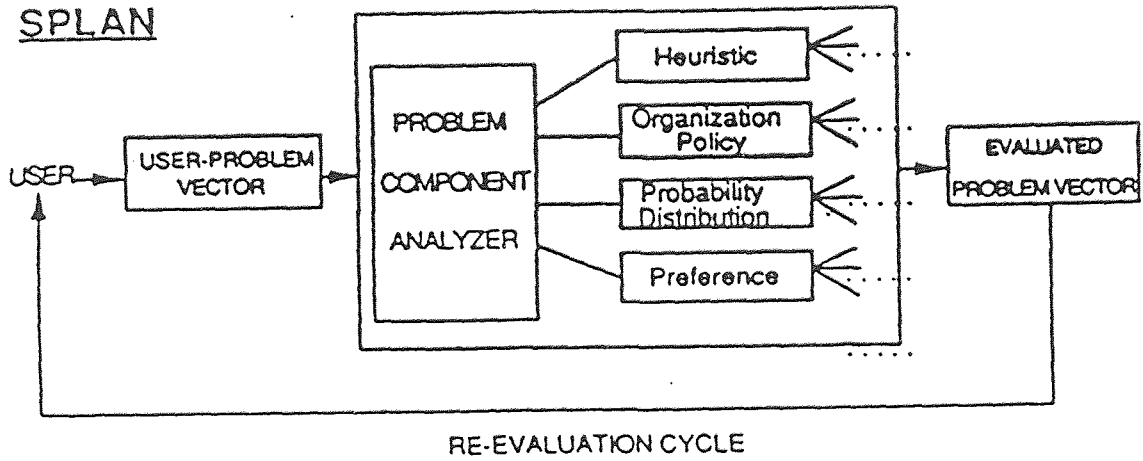 SPLAN
USER
USER-PROBLEM
VECTOR
PROBLEM
COMPONENT
ANALYZER
Heuristic
Organization
Policy
Probability
Distribution
Preference
EVALUATED
PROBLEM VECTOR
RE-EVALUATION CYCLE